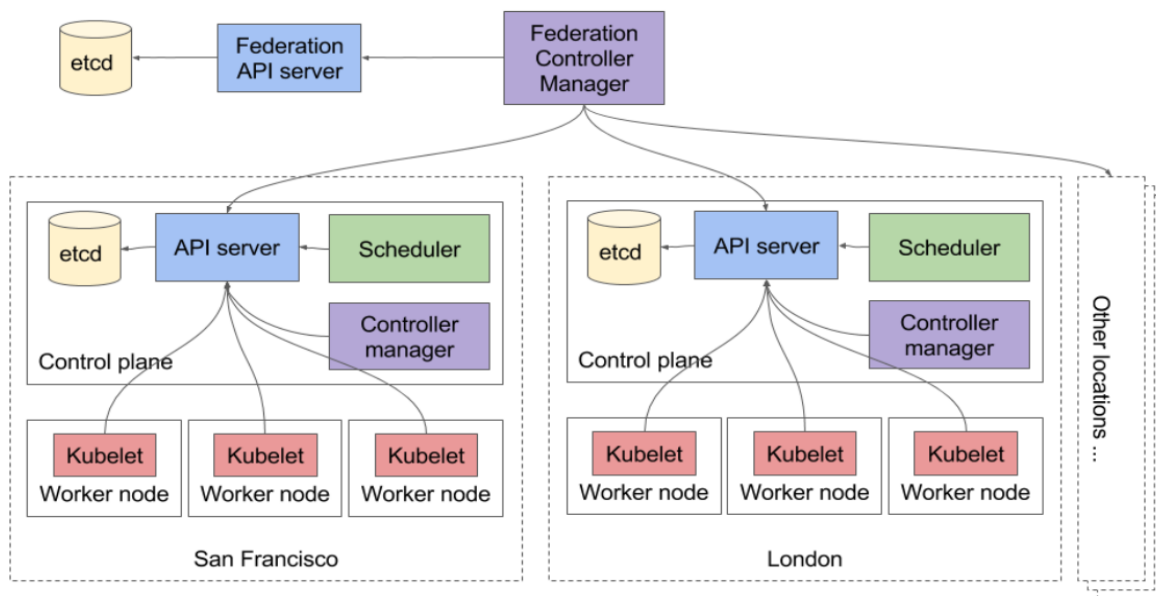 etcd
Federation
API server
Federation
Controller
Manager
etcd
API server
Scheduler
Controller
manager
Control plane
Kubelet
Worker node
Kubelet
Worker node
Kubelet
Worker node
San Francisco
etcd
API server
Scheduler
Controller
manager
Control plane
Kubelet
Worker node
Kubelet
Worker node
Kubelet
Worker node
London
Other locations ...